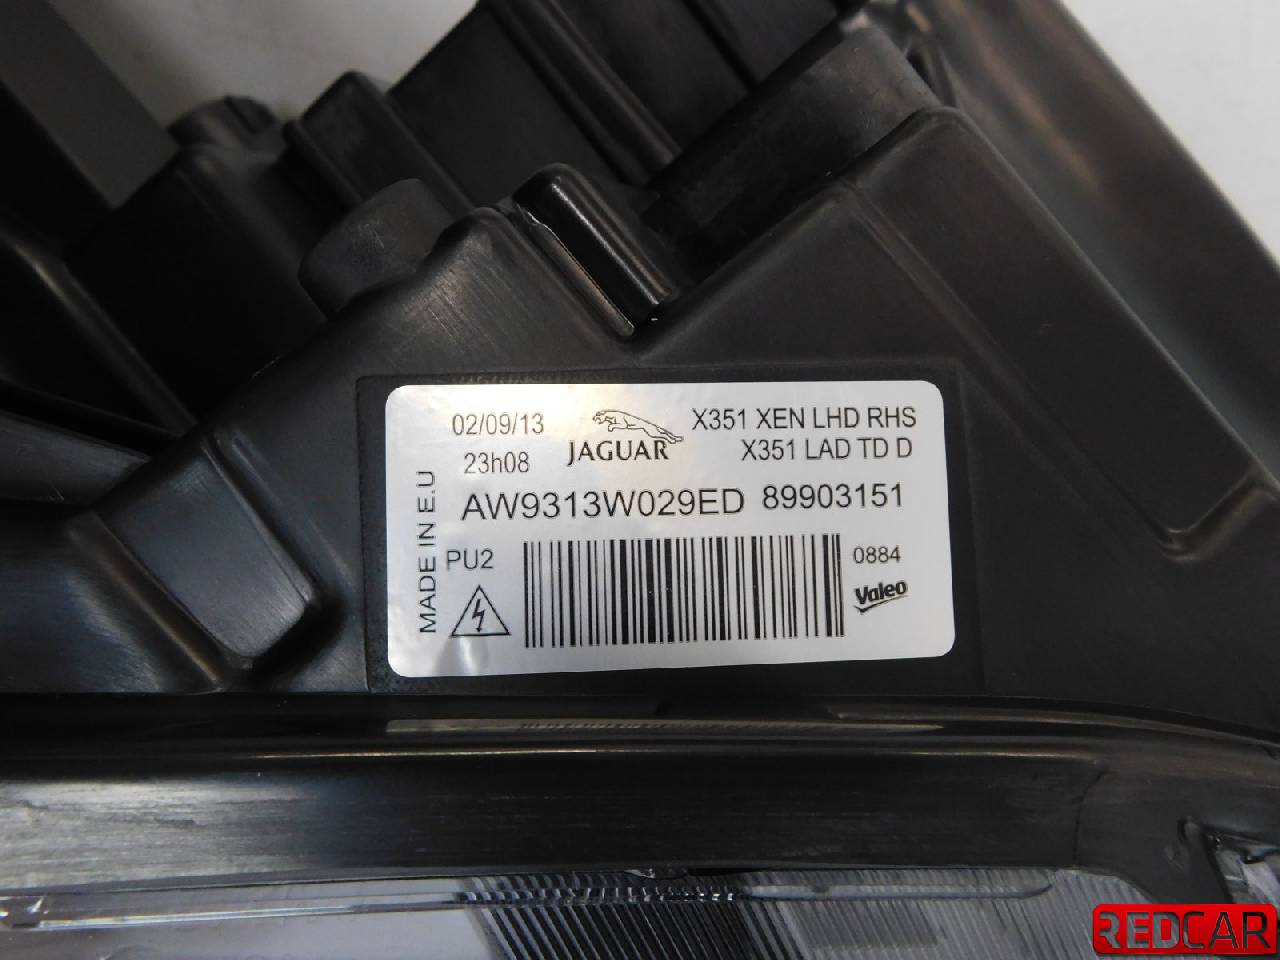 02/09/13
23h08
JAGUAR
X351 XEN LHD RHS
X351 LAD TD D
AW9313W029ED 89903151
MADE IN E.U
PU2
0884
Valeo
REDCAR